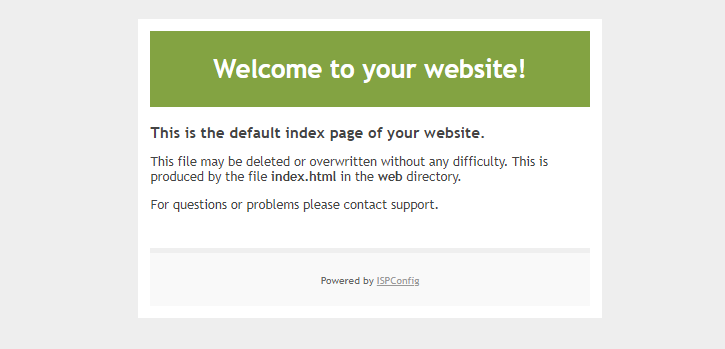 Welcome to your website!
This is the default index page of your website.
This file may be deleted or overwritten without any difficulty. This is
produced by the file index.html in the web directory.
For questions or problems please contact support.
Powered by ISPConfig